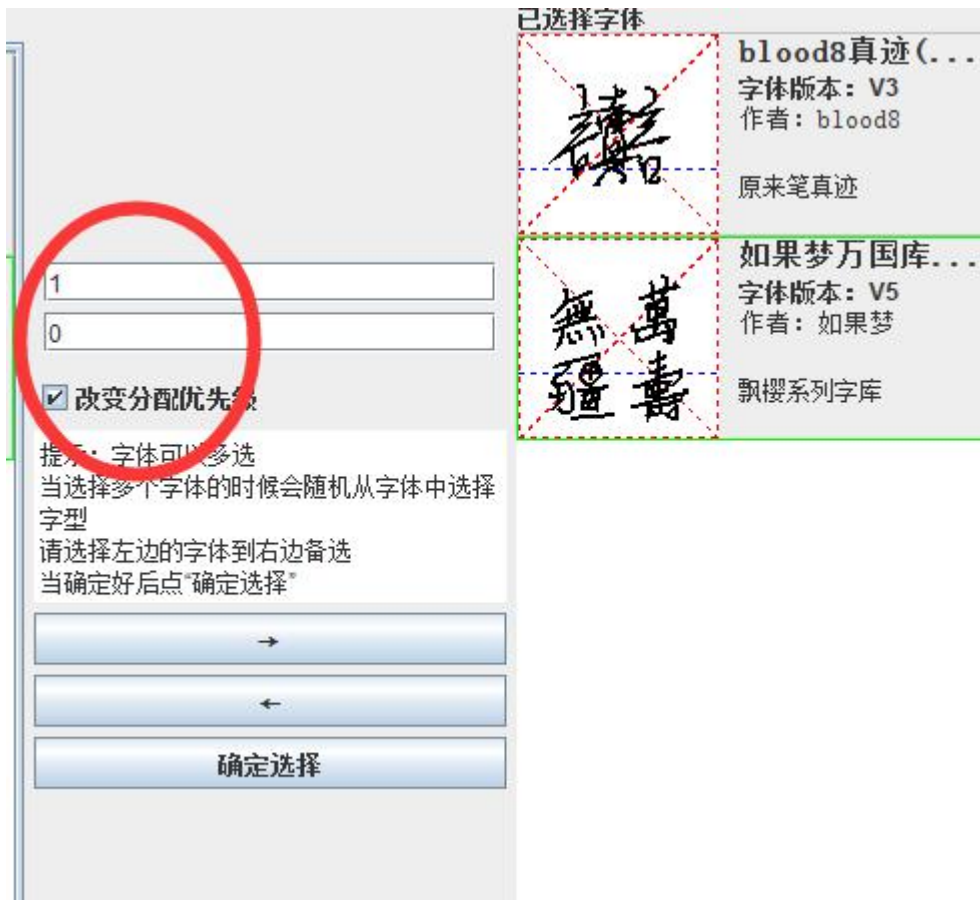 已选择字体
blood8真迹(...
字体版本：V3
作者：blood8
原来笔真迹
如果梦万国库...
字体版本：V5
作者：如果梦
飘樱系列字库
無 萬
疆 壽
1
0
改变分配优先级
提示：字体可以多选
当选择多个字体的时候会随机从字体中选择
字型
请选择左边的字体到右边备选
当确定好后点“确定选择”
→
←
确定选择